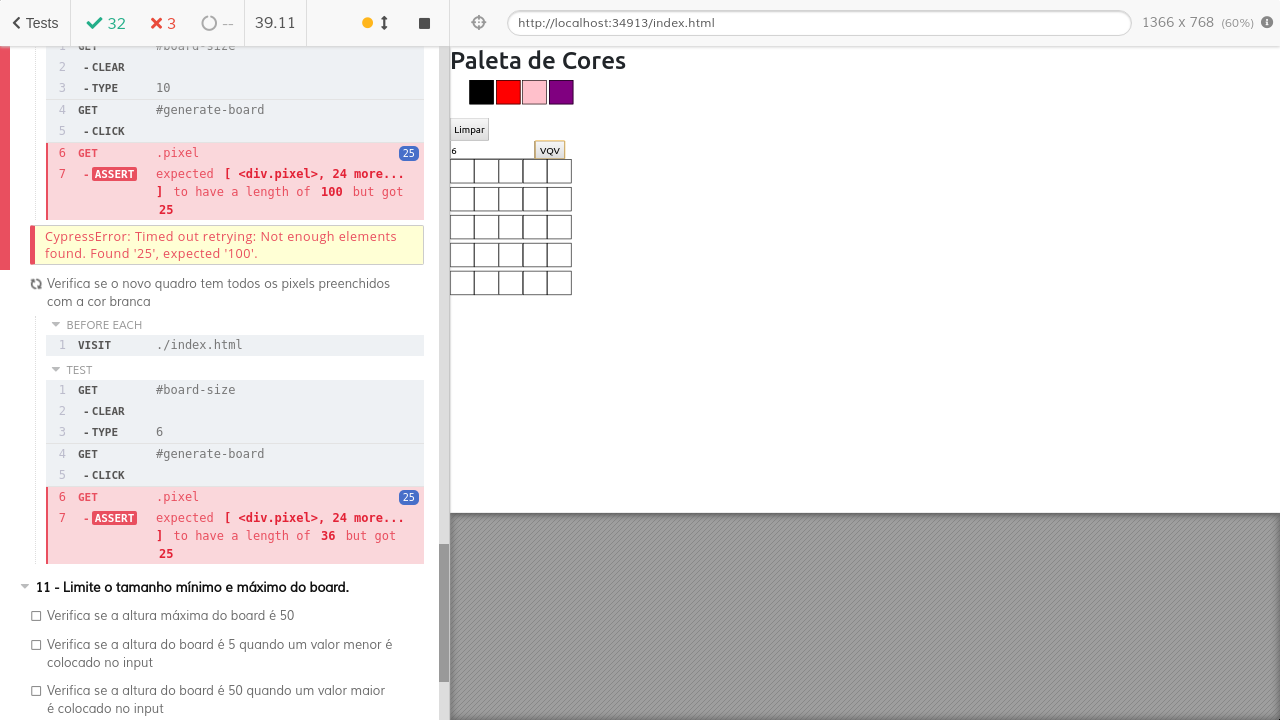 Tests 32 3 -- 39.11 http://localhost:34913/index.html 1366 x 768 (60%)
1 GET #board-size
2 - CLEAR
3 - TYPE 10
4 GET #generate-board
5 - CLICK
6 GET .pixel 25
7 - ASSERT expected [ <div.pixel>, 24 more...
] to have a length of 100 but got
25
CypressError: Timed out retrying: Not enough elements
found. Found '25', expected '100'.
Verifica se o novo quadro tem todos os pixels preenchidos
com a cor branca
BEFORE EACH
1 VISIT ./index.html
TEST
1 GET #board-size
2 - CLEAR
3 - TYPE 6
4 GET #generate-board
5 - CLICK
6 GET .pixel 25
7 - ASSERT expected [ <div.pixel>, 24 more...
] to have a length of 36 but got
25
11 - Limite o tamanho mínimo e máximo do board.
Verifica se a altura máxima do board é 50
Verifica se a altura do board é 5 quando um valor menor é
colocado no input
Verifica se a altura do board é 50 quando um valor maior
é colocado no input
Paleta de Cores
Limpar
6 VQV